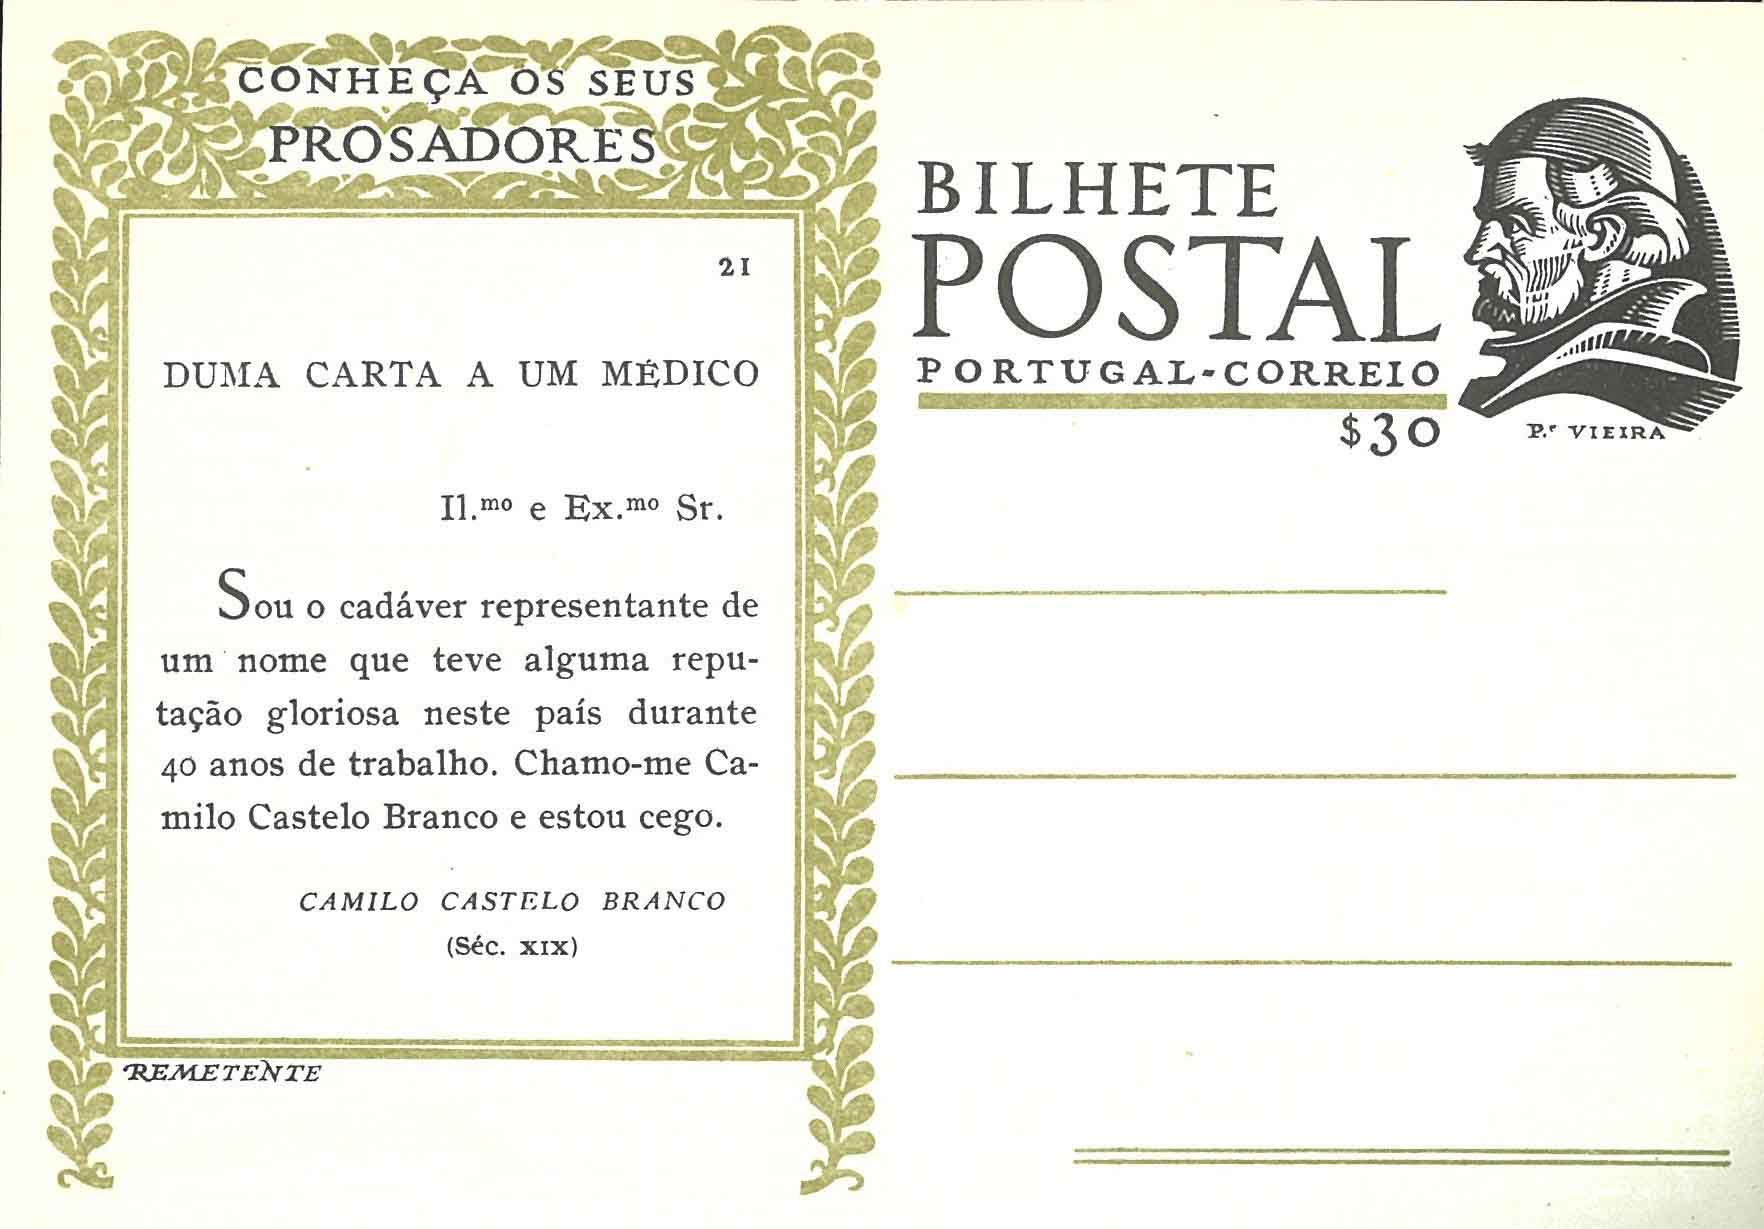 CONHEÇA OS SEUS
PROSADORES
21
DUMA CARTA A UM MÉDICO
Il.mo e Ex.mo Sr.
Sou o cadáver representante de
um nome que teve alguma repu-
tação gloriosa neste país durante
40 anos de trabalho. Chamo-me Ca-
milo Castelo Branco e estou cego.
CAMILO CASTELO BRANCO
(Séc. XIX)
REMETENTE
BILHETE
POSTAL
PORTUGAL-CORREIO
$30
P.e VIEIRA